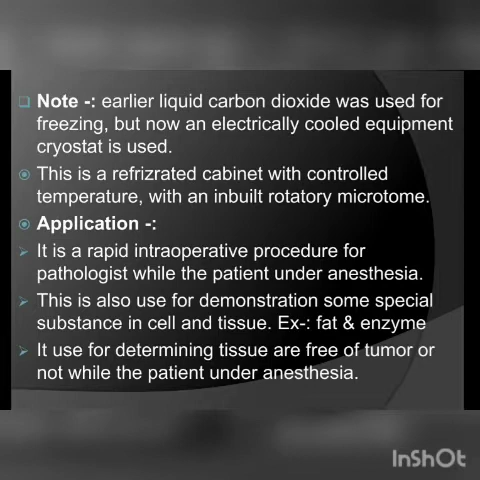 Note -: earlier liquid carbon dioxide was used for
freezing, but now an electrically cooled equipment
cryostat is used.
This is a refrizrated cabinet with controlled
temperature, with an inbuilt rotatory microtome.
Application -:
It is a rapid intraoperative procedure for
pathologist while the patient under anesthesia.
This is also use for demonstration some special
substance in cell and tissue. Ex-: fat & enzyme
It use for determining tissue are free of tumor or
not while the patient under anesthesia.
InShOt